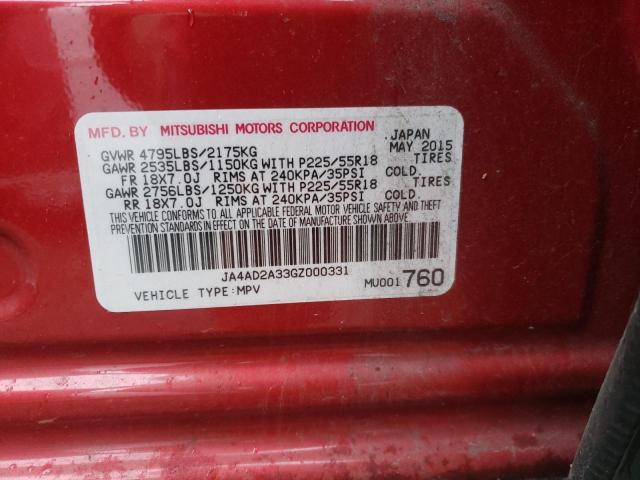 MFD. BY MITSUBISHI MOTORS CORPORATION JAPAN
GVWR 4795LBS/2175KG MAY 2015
GAWR 2535LBS/1150KG WITH P225/55R18 TIRES
FR 18X7.0J RIMS AT 240KPA/35PSI COLD.
GAWR 2756LBS/1250KG WITH P225/55R18 TIRES
RR 18X7.0J RIMS AT 240KPA/35PSI COLD.
THIS VEHICLE CONFORMS TO ALL APPLICABLE FEDERAL MOTOR VEHICLE SAFETY AND THEFT
PREVENTION STANDARDS IN EFFECT ON THE DATE OF MANUFACTURE SHOWN ABOVE.
JA4AD2A33GZ000331
VEHICLE TYPE:MPV MU001760